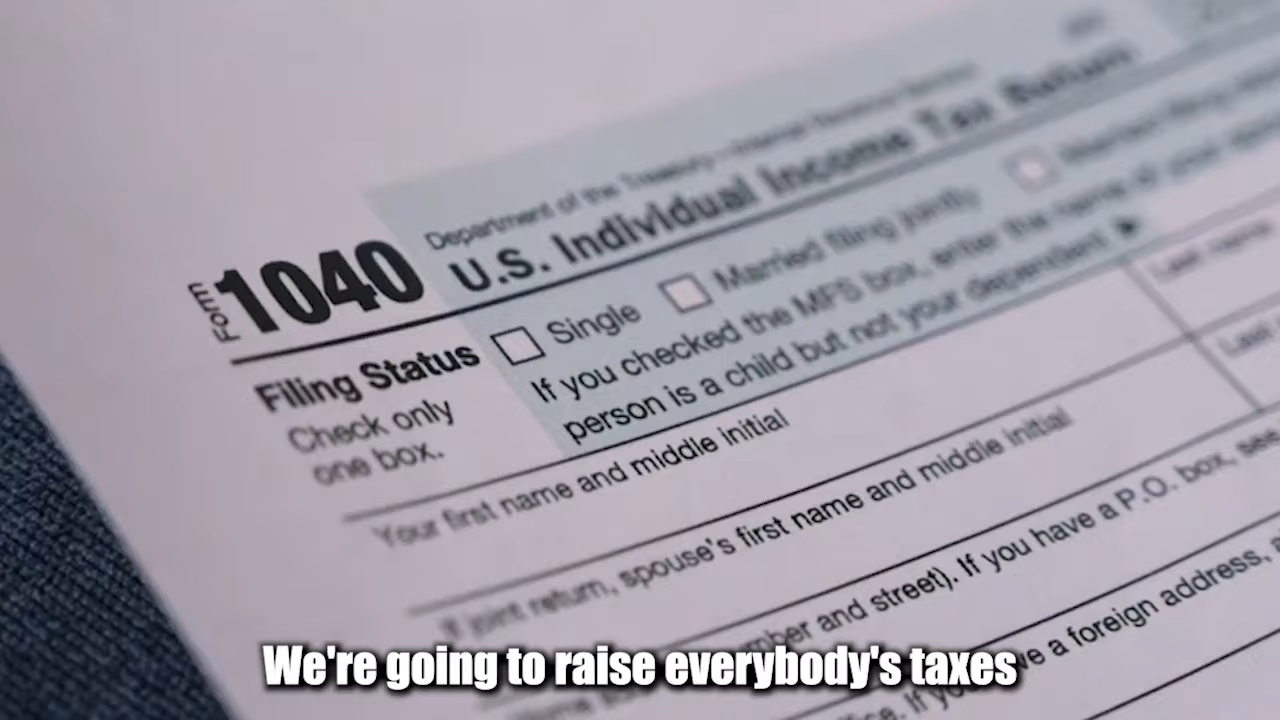 Form 1040
Department of the Treasury—Internal Revenue Service
U.S. Individual Income Tax Return
Filing Status
Check only
one box.
Single
Married filing jointly
Married filing
If you checked the MFS box, enter the name of your
person is a child but not your dependent ▶
Your first name and middle initial
Last name
If joint return, spouse's first name and middle initial
Last
and street). If you have a P.O. box, see
have a foreign address,
We're going to raise everybody's taxes